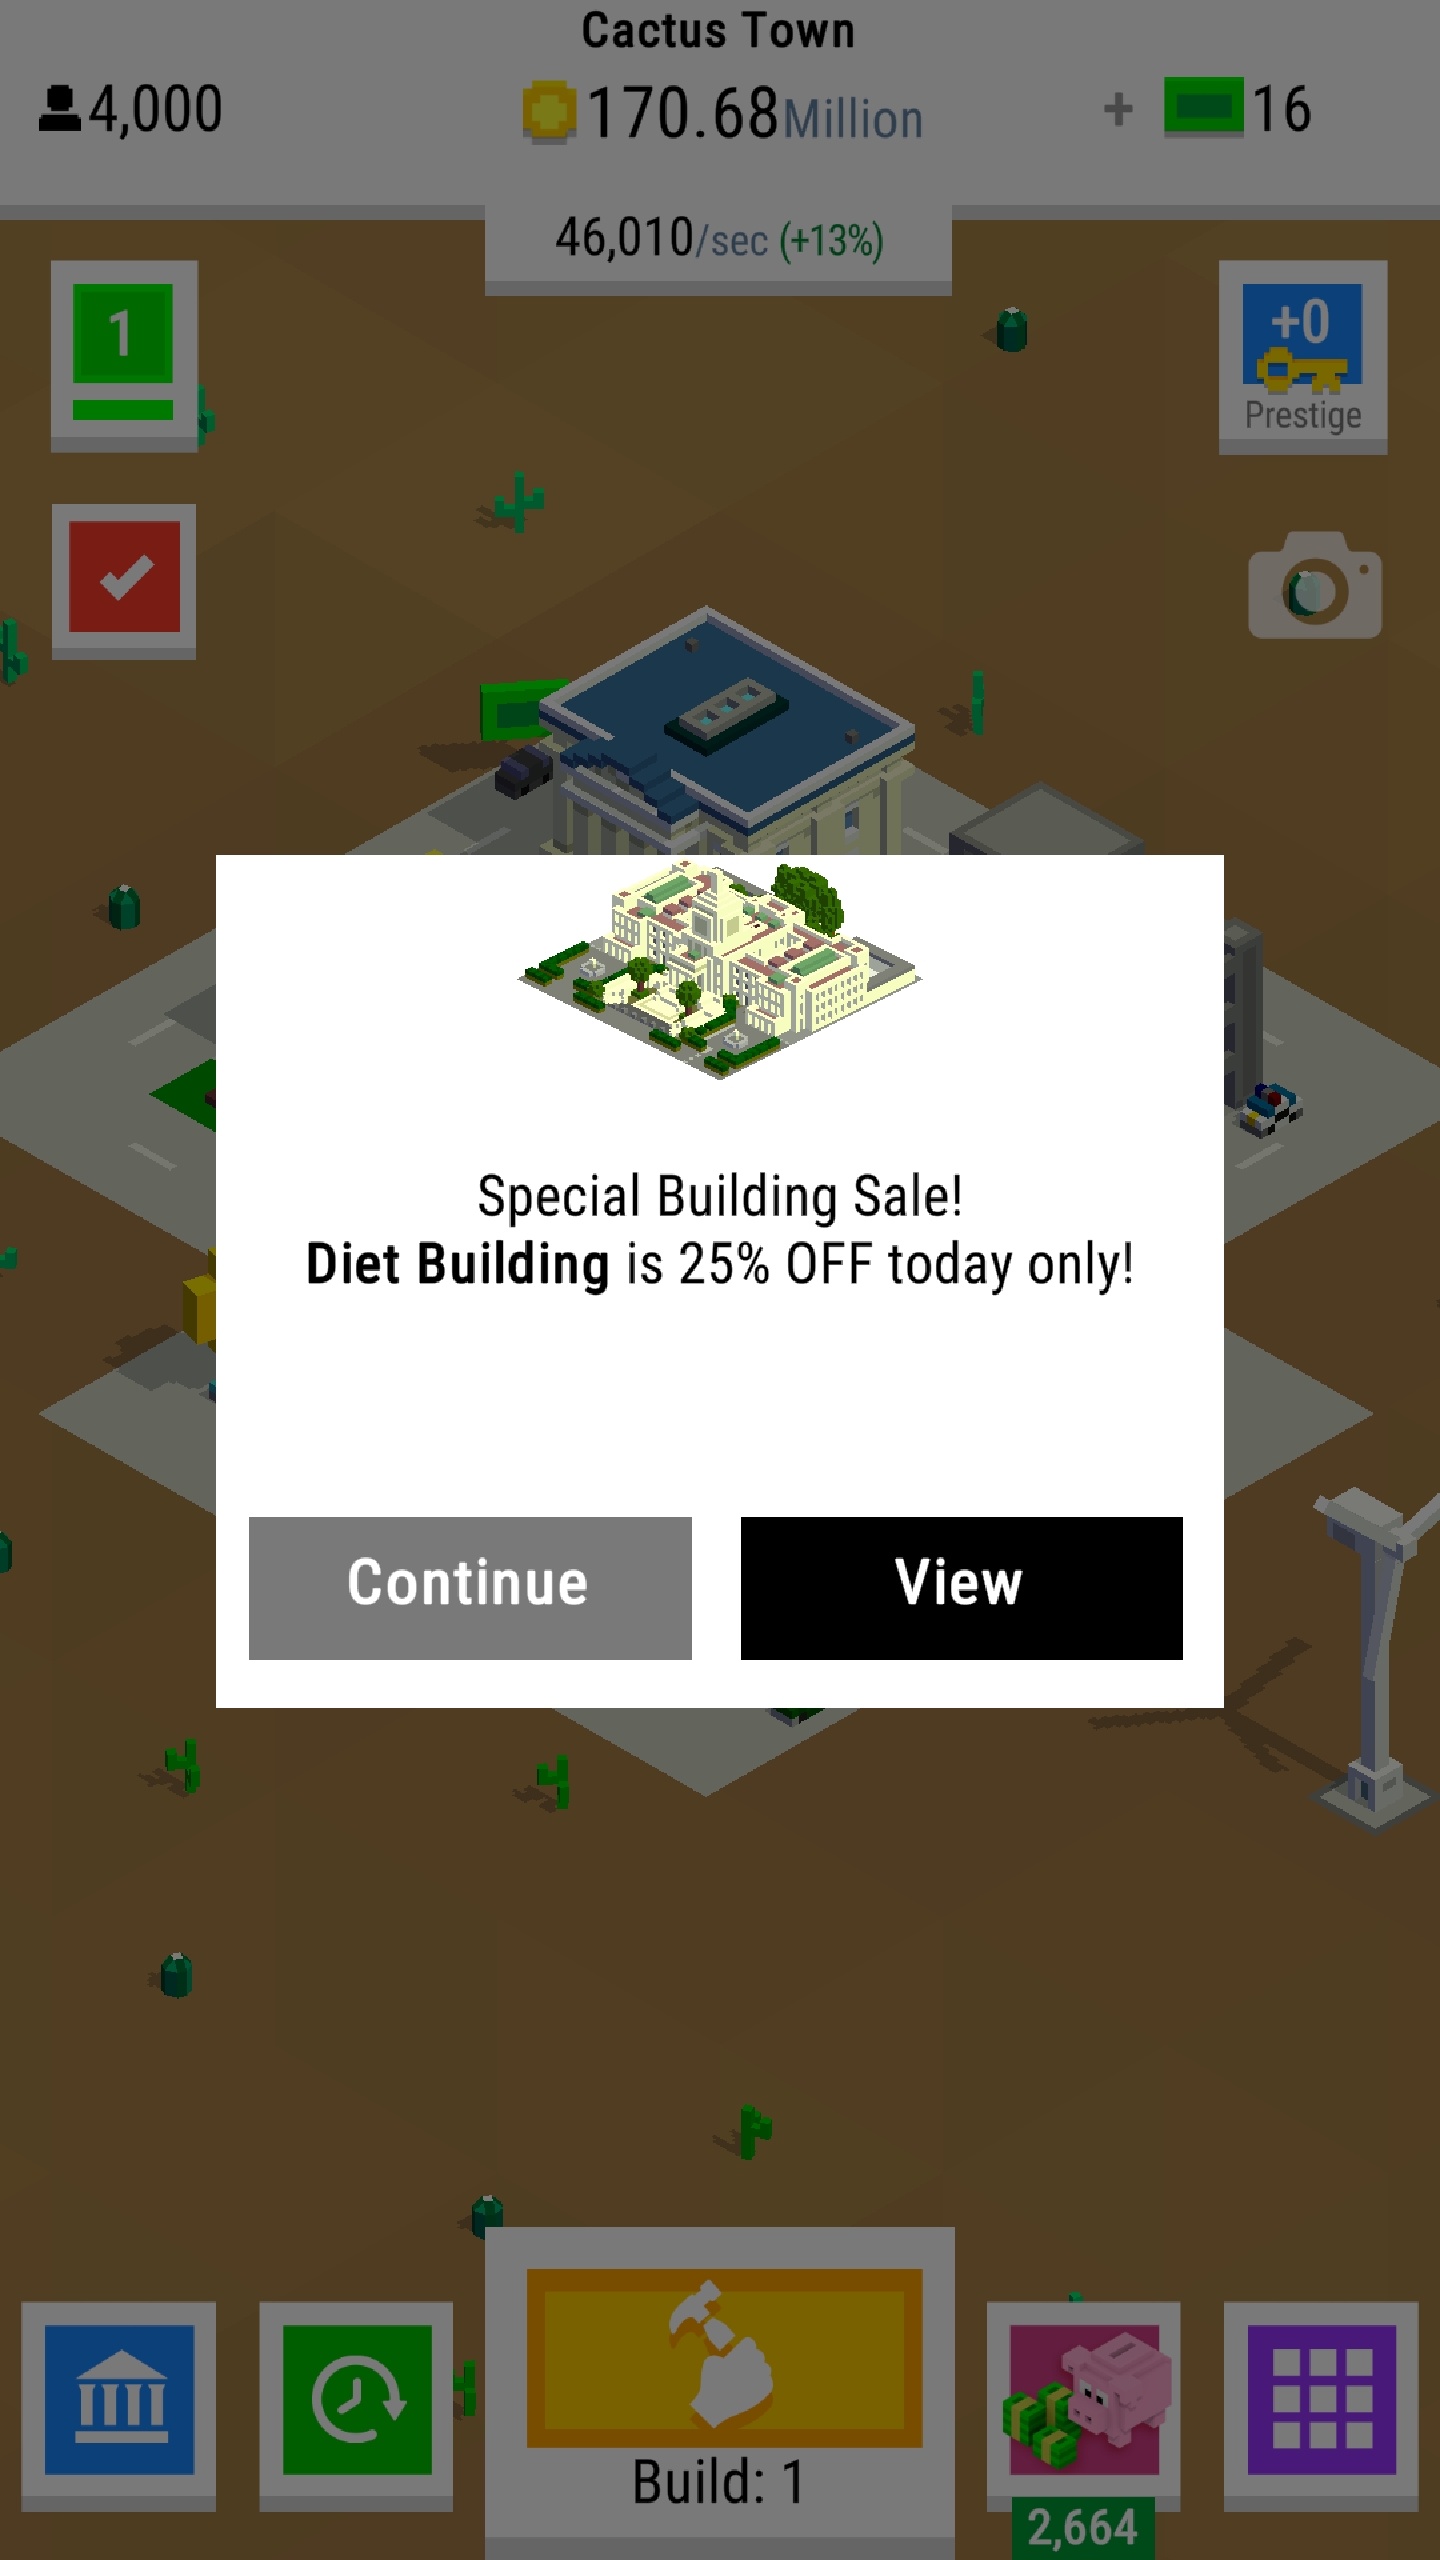 Cactus Town
4,000
170.68Million
+ 16
46,010/sec (+13%)
1
+0
Prestige
Special Building Sale!
Diet Building is 25% OFF today only!
Continue
View
Build: 1
2,664